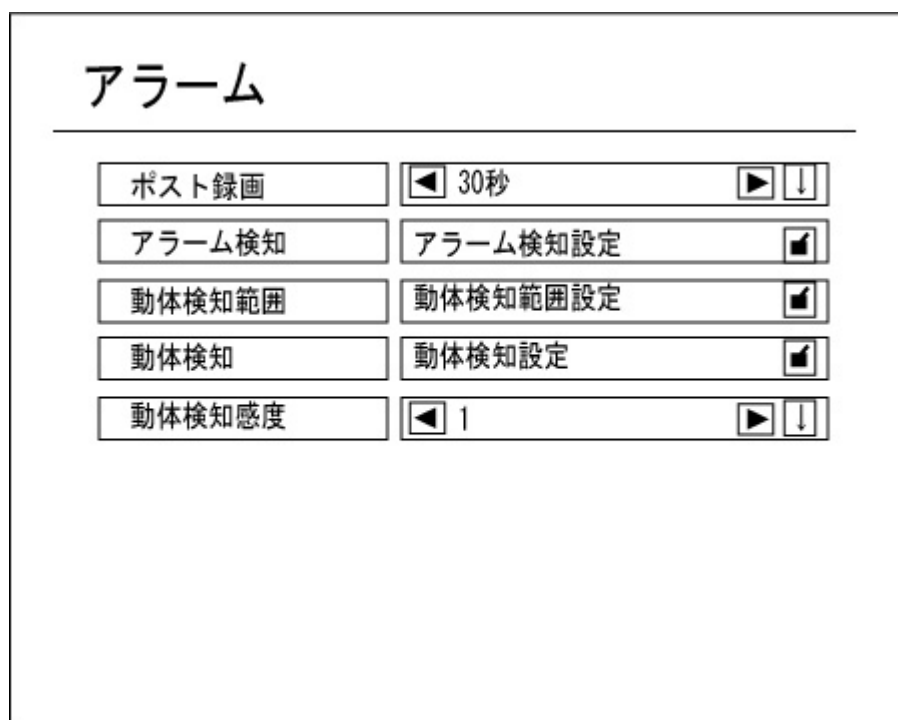 アラーム
ポスト録画 30秒
アラーム検知 アラーム検知設定
動体検知範囲 動体検知範囲設定
動体検知 動体検知設定
動体検知感度 1